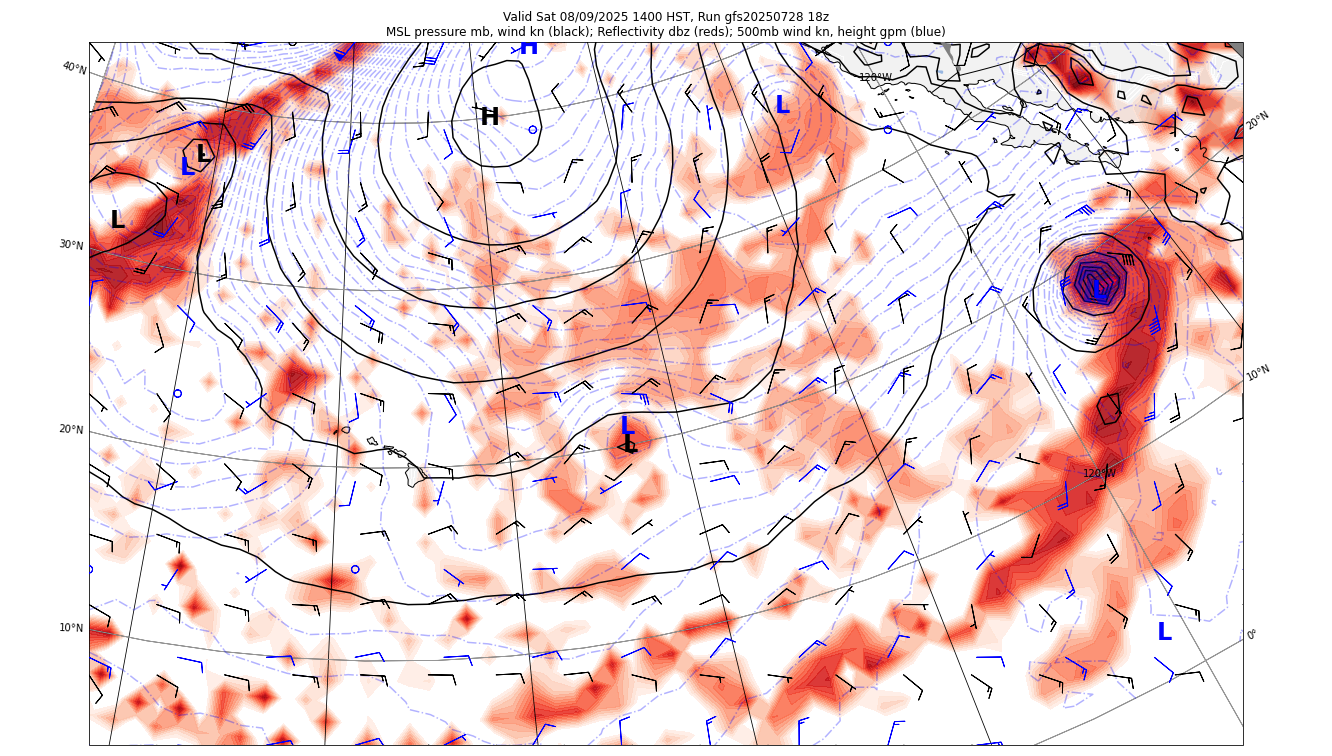 Valid Sat 08/09/2025 1400 HST, Run gfs20250728 18z
MSL pressure mb, wind kn (black); Reflectivity dbz (reds); 500mb wind kn, height gpm (blue)
H
40°N
120°W
L
H
20°N
L
L
L
30°N
L
10°N
20°N
L
L
120°W
10°N
L
0°